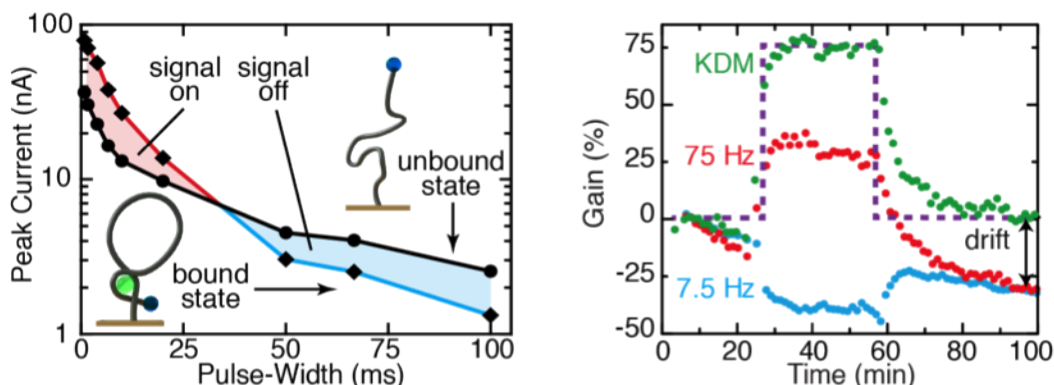 100
10
1
Peak Current (nA)
0
25
50
75
100
Pulse-Width (ms)
signal
on
signal
off
unbound
state
bound
state
75
50
25
0
-25
-50
Gain (%)
0
20
40
60
80
100
Time (min)
KDM
75 Hz
7.5 Hz
drift